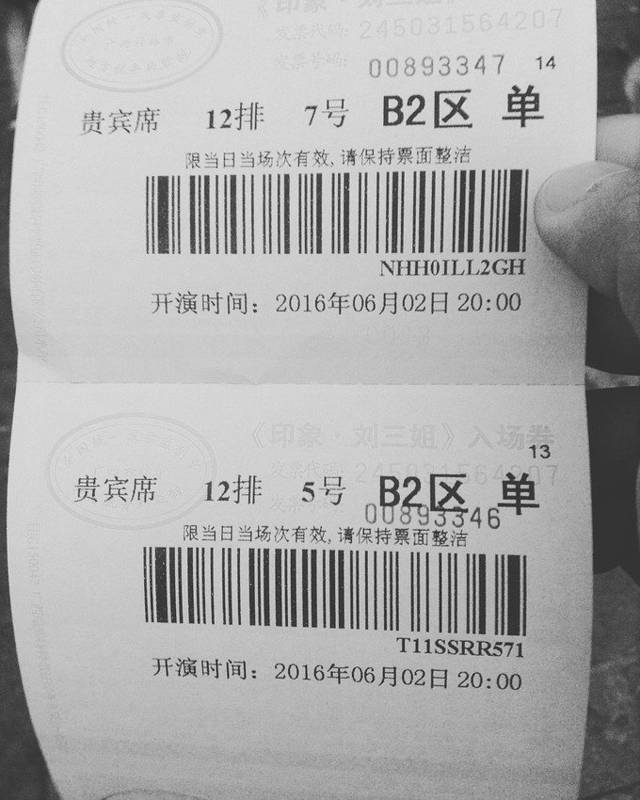 《印象·刘三姐》
发票代码: 245031564207
发票号码: 00893347 14
贵宾席 12排 7号 B2区 单
限当日当场次有效,请保持票面整洁
NHH0ILL2GH
开演时间：2016年06月02日 20:00
《印象·刘三姐》入场券
13
发票代码: 245031564207
贵宾席 12排 5号 B2区 单
00893346
限当日当场次有效,请保持票面整洁
T11SSRR571
开演时间：2016年06月02日 20:00